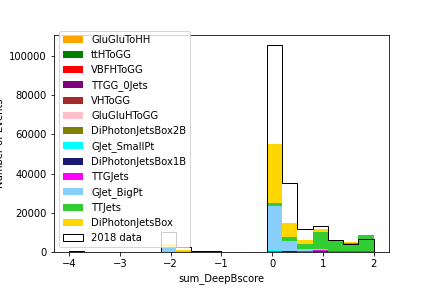 GluGluToHH
ttHToGG
VBFHToGG
TTGG_0Jets
VHToGG
GluGluHToGG
DiPhotonJetsBox2B
GJet_SmallPt
DiPhotonJetsBox1B
TTGJets
GJet_BigPt
TTJets
DiPhotonJetsBox
2018 data
100000
80000
60000
40000
20000
0
−4 −3 −2 −1 0 1 2
sum_DeepBscore
Number of Events